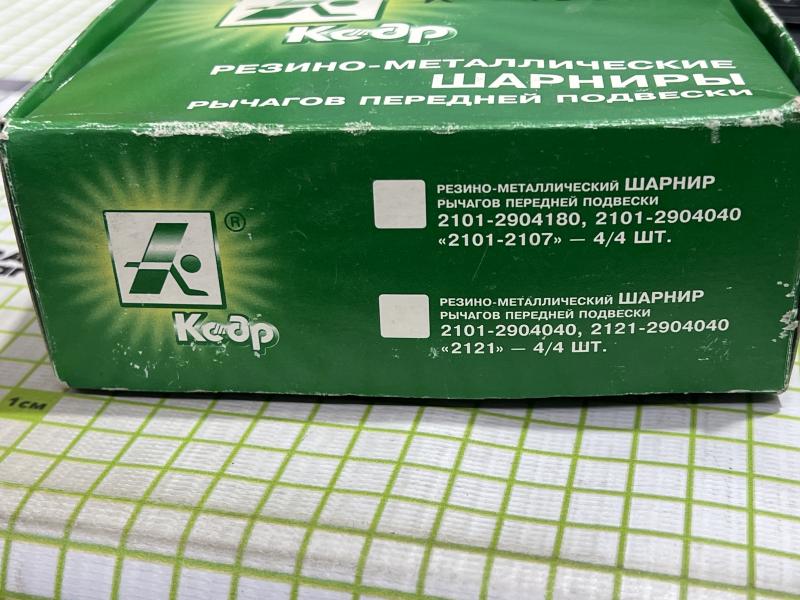 Кедр
РЕЗИНО-МЕТАЛЛИЧЕСКИЕ
ШАРНИРЫ
РЫЧАГОВ ПЕРЕДНЕЙ ПОДВЕСКИ
®
Кедр
РЕЗИНО-МЕТАЛЛИЧЕСКИЙ ШАРНИР
РЫЧАГОВ ПЕРЕДНЕЙ ПОДВЕСКИ
2101-2904180, 2101-2904040
«2101-2107» — 4/4 ШТ.
РЕЗИНО-МЕТАЛЛИЧЕСКИЙ ШАРНИР
РЫЧАГОВ ПЕРЕДНЕЙ ПОДВЕСКИ
2101-2904040, 2121-2904040
«2121» — 4/4 ШТ.
1см